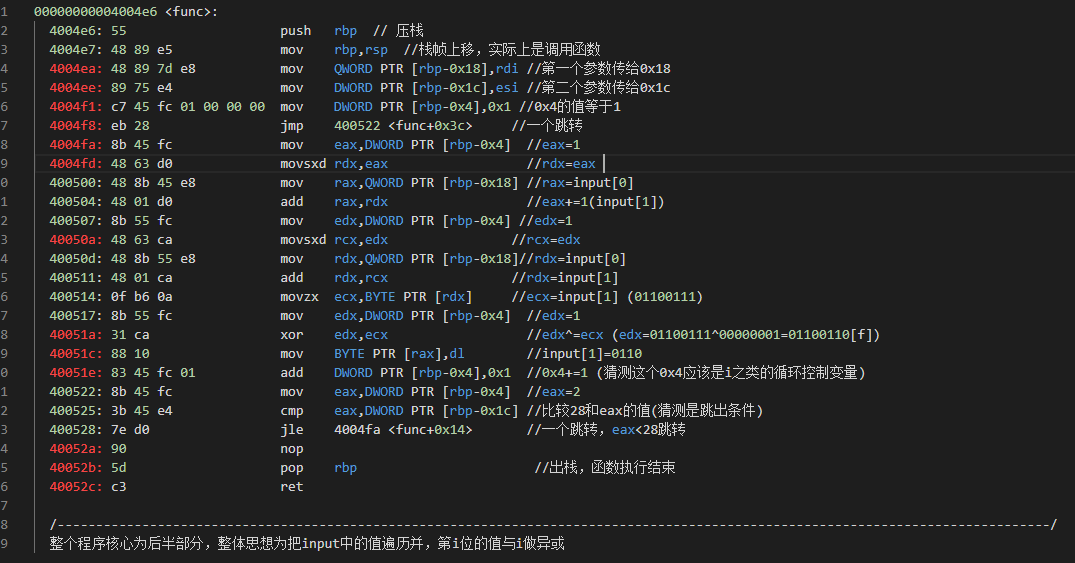 1 00000000004004e6 <func>:
2 4004e6: 55 push rbp // 压栈
3 4004e7: 48 89 e5 mov rbp,rsp //栈帧上移，实际上是调用函数
4 4004ea: 48 89 7d e8 mov QWORD PTR [rbp-0x18],rdi //第一个参数传给0x18
5 4004ee: 89 75 e4 mov DWORD PTR [rbp-0x1c],esi //第二个参数传给0x1c
6 4004f1: c7 45 fc 01 00 00 00 mov DWORD PTR [rbp-0x4],0x1 //0x4的值等于1
7 4004f8: eb 28 jmp 400522 <func+0x3c> //一个跳转
8 4004fa: 8b 45 fc mov eax,DWORD PTR [rbp-0x4] //eax=1
9 4004fd: 48 63 d0 movsxd rdx,eax //rdx=eax
0 400500: 48 8b 45 e8 mov rax,QWORD PTR [rbp-0x18] //rax=input[0]
1 400504: 48 01 d0 add rax,rdx //eax+=1(input[1])
2 400507: 8b 55 fc mov edx,DWORD PTR [rbp-0x4] //edx=1
3 40050a: 48 63 ca movsxd rcx,edx //rcx=edx
4 40050d: 48 8b 55 e8 mov rdx,QWORD PTR [rbp-0x18]//rdx=input[0]
5 400511: 48 01 ca add rdx,rcx //rdx=input[1]
6 400514: 0f b6 0a movzx ecx,BYTE PTR [rdx] //ecx=input[1] (01100111)
7 400517: 8b 55 fc mov edx,DWORD PTR [rbp-0x4] //edx=1
8 40051a: 31 ca xor edx,ecx //edx^=ecx (edx=01100111^00000001=01100110[f])
9 40051c: 88 10 mov BYTE PTR [rax],dl //input[1]=0110
0 40051e: 83 45 fc 01 add DWORD PTR [rbp-0x4],0x1 //0x4+=1 (猜测这个0x4应该是i之类的循环控制变量)
1 400522: 8b 45 fc mov eax,DWORD PTR [rbp-0x4] //eax=2
2 400525: 3b 45 e4 cmp eax,DWORD PTR [rbp-0x1c] //比较28和eax的值(猜测是跳出条件)
3 400528: 7e d0 jle 4004fa <func+0x14> //一个跳转，eax<28跳转
4 40052a: 90 nop
5 40052b: 5d pop rbp //出栈，函数执行结束
6 40052c: c3 ret
7
8 /--------------------------------------------------------------------------------------------------------------------------------/
9 整个程序核心为后半部分，整体思想为把input中的值遍历并，第i位的值与i做异或